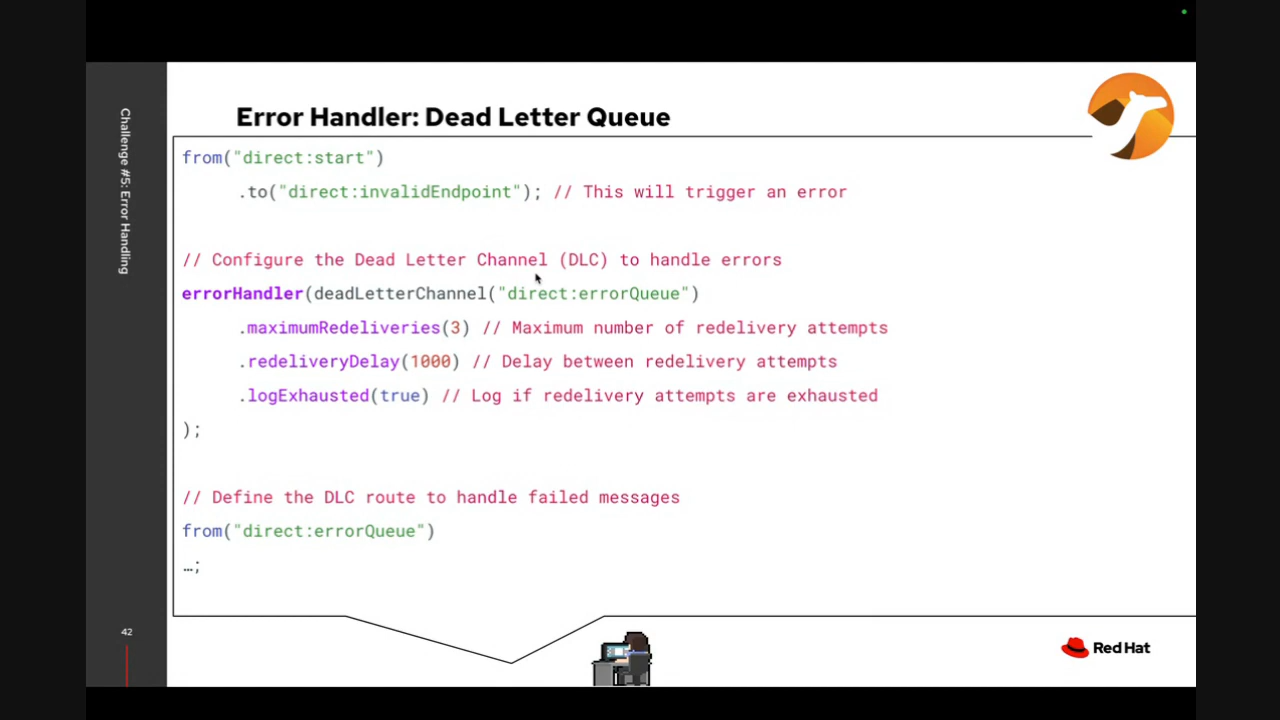 Challenge #5: Error Handling
Error Handler: Dead Letter Queue
from("direct:start")
.to("direct:invalidEndpoint"); // This will trigger an error
// Configure the Dead Letter Channel (DLC) to handle errors
errorHandler(deadLetterChannel("direct:errorQueue")
.maximumRedeliveries(3) // Maximum number of redelivery attempts
.redeliveryDelay(1000) // Delay between redelivery attempts
.logExhausted(true) // Log if redelivery attempts are exhausted
);
// Define the DLC route to handle failed messages
from("direct:errorQueue")
…;
42
Red Hat